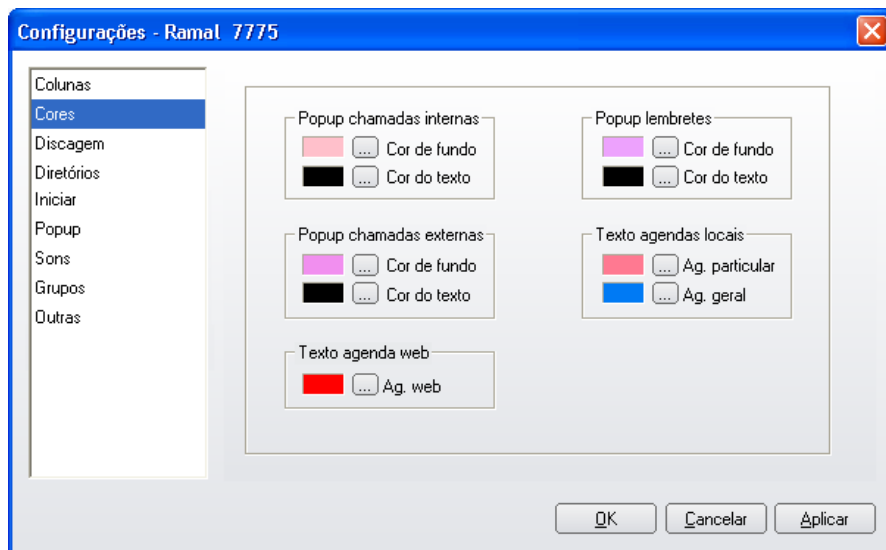 Configurações - Ramal 7775
Colunas
Cores
Discagem
Diretórios
Iniciar
Popup
Sons
Grupos
Outras
Popup chamadas internas
... Cor de fundo
... Cor do texto
Popup lembretes
... Cor de fundo
... Cor do texto
Popup chamadas externas
... Cor de fundo
... Cor do texto
Texto agendas locais
... Ag. particular
... Ag. geral
Texto agenda web
... Ag. web
OK
Cancelar
Aplicar